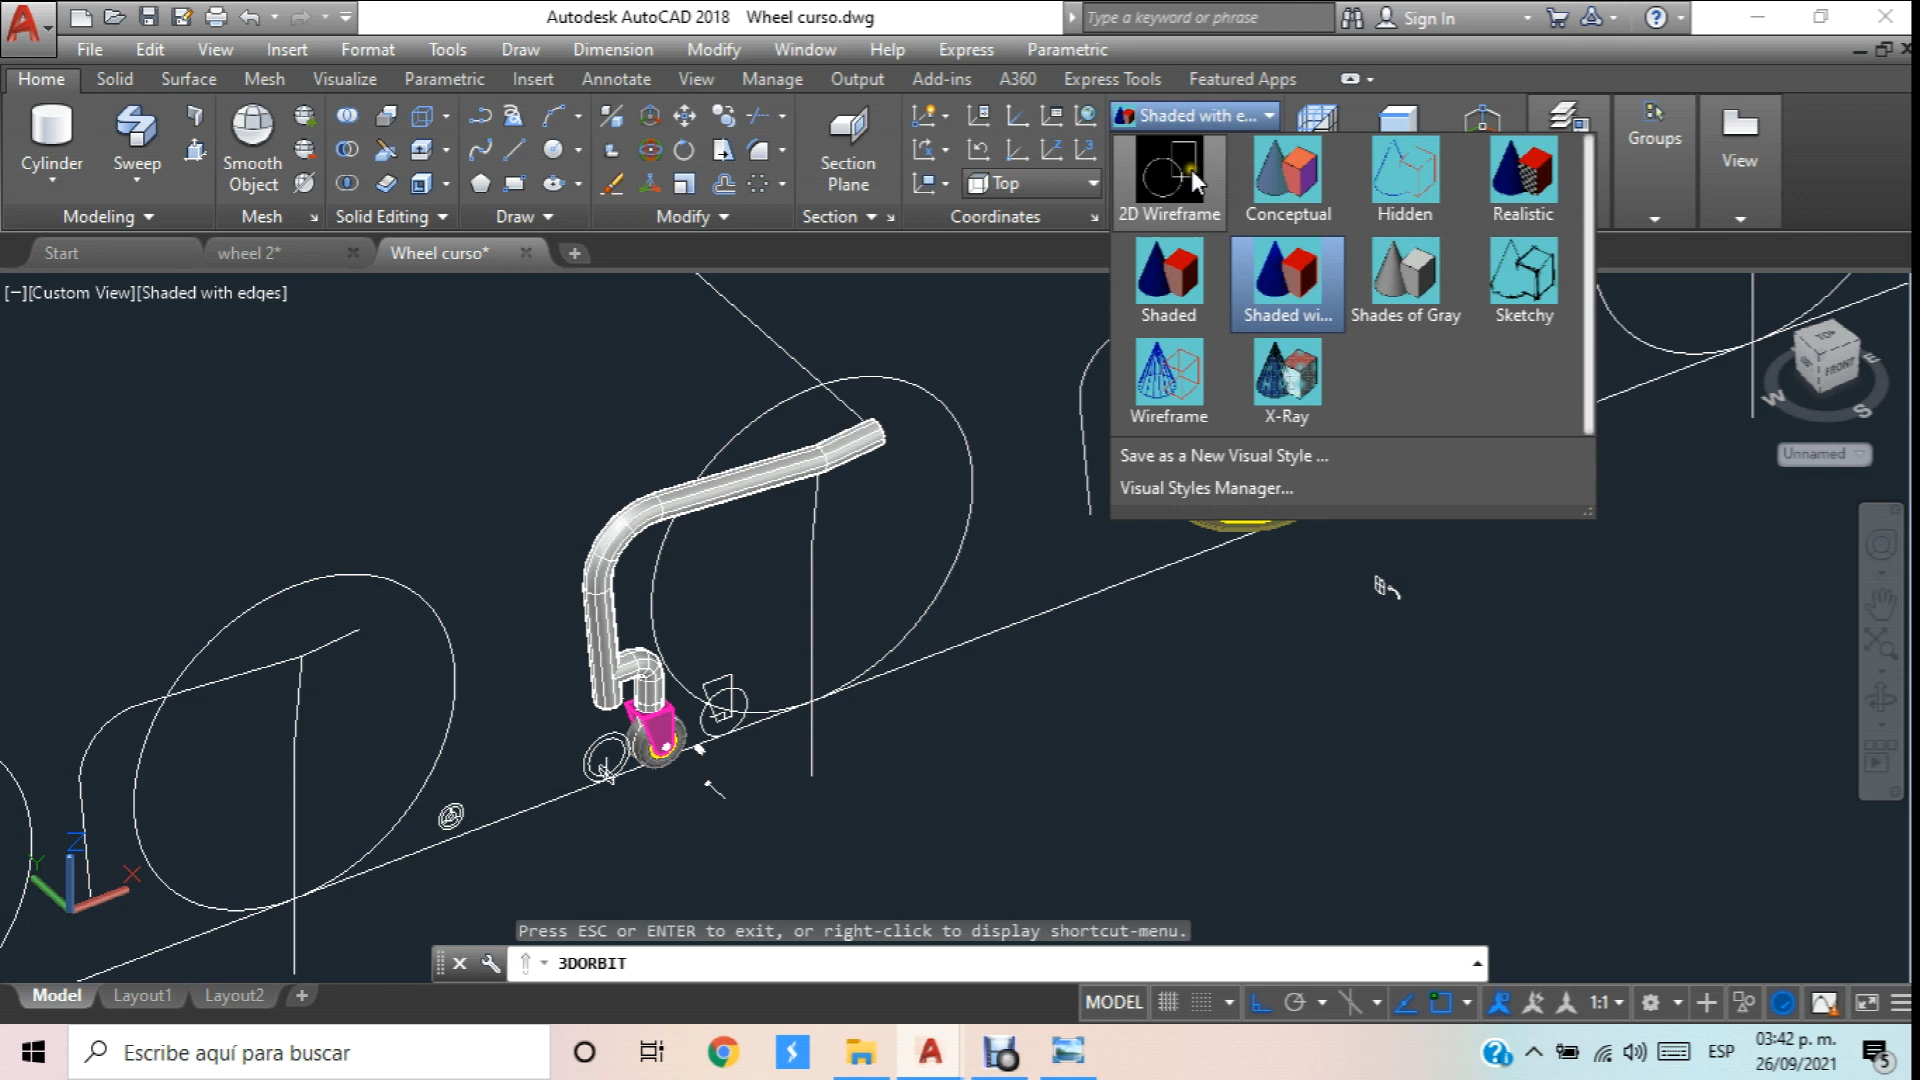 Autodesk AutoCAD 2018 Wheel curso.dwg
Type a keyword or phrase
Sign In
File Edit View Insert Format Tools Draw Dimension Modify Window Help Express Parametric
Home Solid Surface Mesh Visualize Parametric Insert Annotate View Manage Output Add-ins A360 Express Tools Featured Apps
Shaded with e...
Cylinder
Sweep
Smooth
Object
Section
Plane
Top
Groups
View
Modeling
Mesh
Solid Editing
Draw
Modify
Section
Coordinates
2D Wireframe Conceptual Hidden Realistic
Shaded Shaded wi... Shades of Gray Sketchy
Wireframe X-Ray
Save as a New Visual Style ...
Visual Styles Manager...
Start wheel 2* Wheel curso*
[−][Custom View][Shaded with edges]
TOP
FRONT
W
S
E
Unnamed
Z
Y
X
Press ESC or ENTER to exit, or right-click to display shortcut-menu.
3DORBIT
Model Layout1 Layout2
MODEL
1:1
Escribe aquí para buscar
ESP
03:42 p. m.
26/09/2021
5